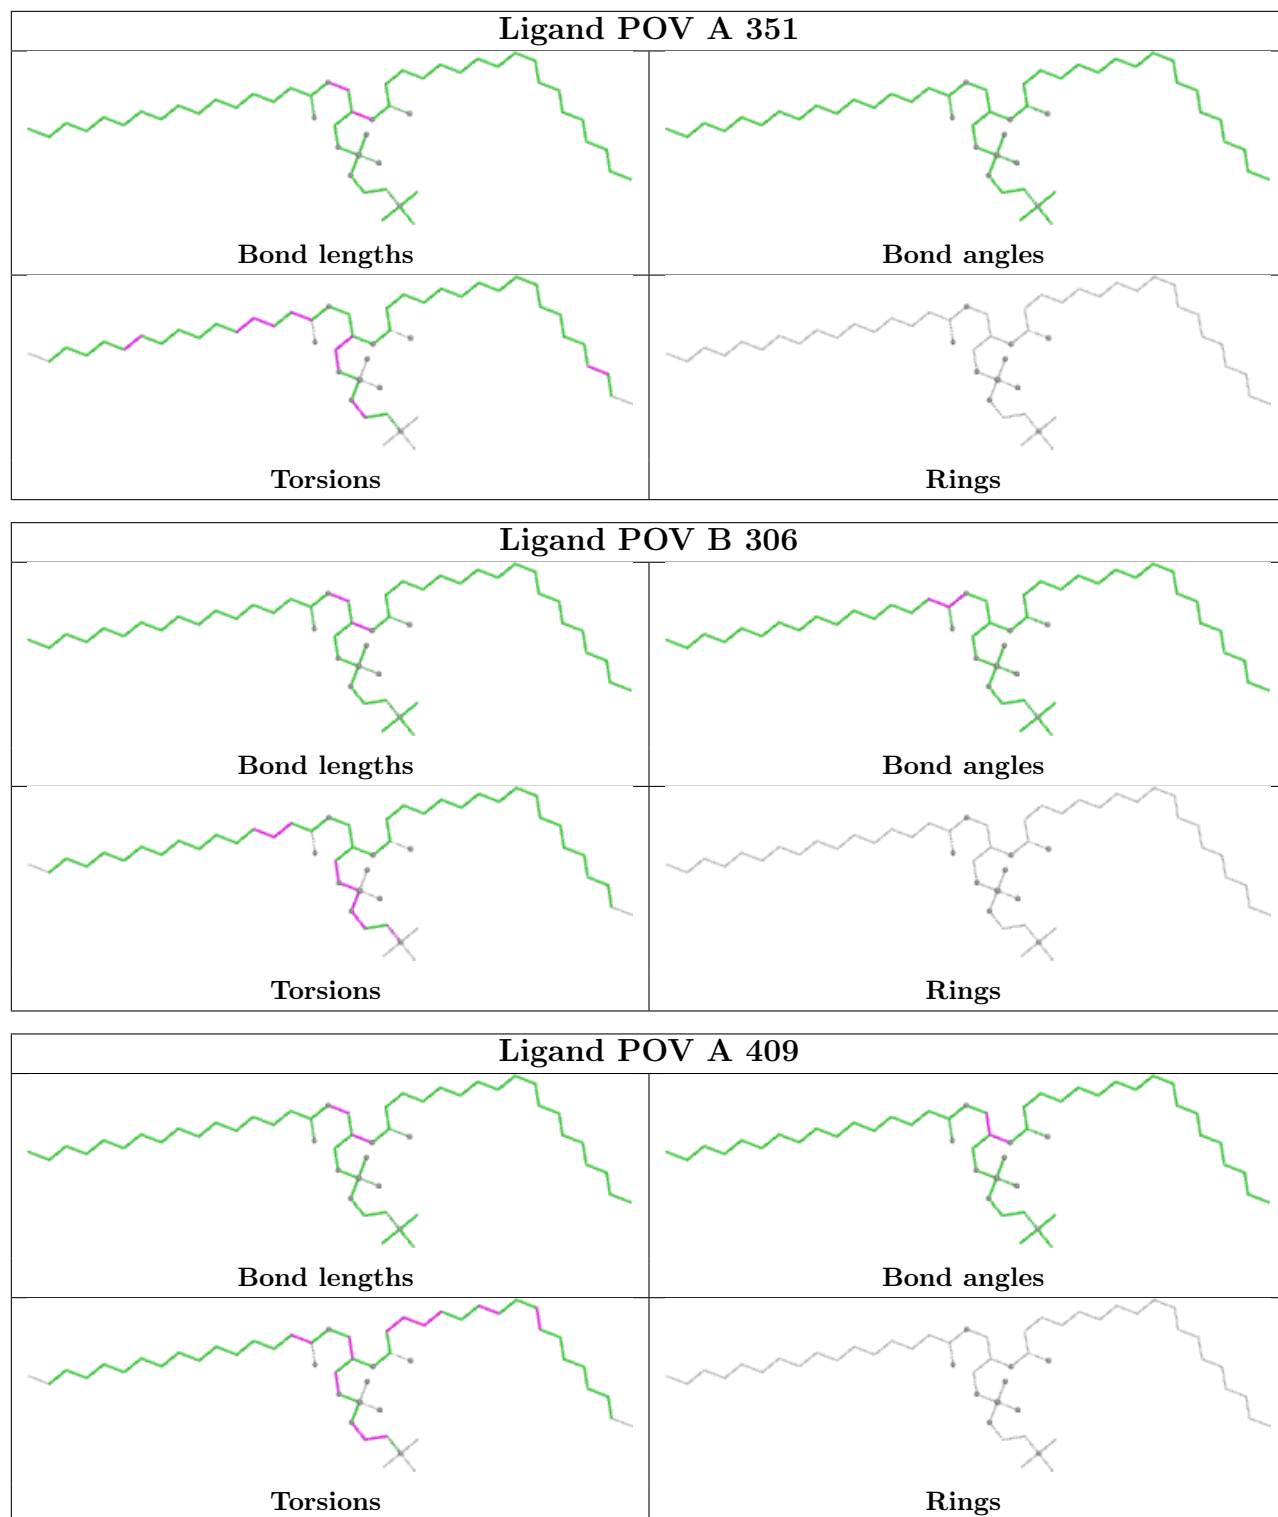 Ligand POV A 351
Bond lengths
Bond angles
Torsions
Rings
Ligand POV B 306
Bond lengths
Bond angles
Torsions
Rings
Ligand POV A 409
Bond lengths
Bond angles
Torsions
Rings